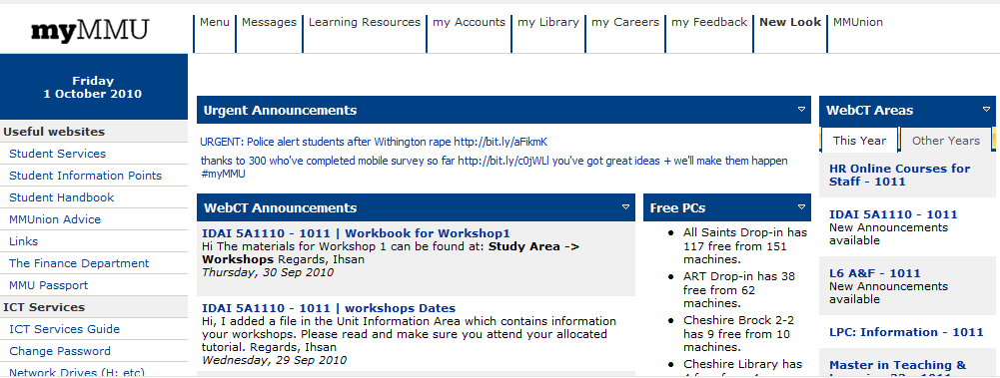 myMMU
Menu
Messages
Learning Resources
my Accounts
my Library
my Careers
my Feedback
New Look
MMUnion
Friday
1 October 2010
Useful websites
Student Services
Student Information Points
Student Handbook
MMUnion Advice
Links
The Finance Department
MMU Passport
ICT Services
ICT Services Guide
Change Password
Network Drives (H: etc)
Urgent Announcements
URGENT: Police alert students after Withington rape http://bit.ly/aFikmK
thanks to 300 who've completed mobile survey so far http://bit.ly/c0jWLl you've got great ideas + we'll make them happen
#myMMU
WebCT Announcements
IDAI 5A1110 - 1011 | Workbook for Workshop1
Hi The materials for Workshop 1 can be found at: Study Area ->
Workshops Regards, Ihsan
Thursday, 30 Sep 2010
IDAI 5A1110 - 1011 | workshops Dates
Hi, I added a file in the Unit Information Area which contains information
your workshops. Please read and make sure you attend your allocated
tutorial. Regards, Ihsan
Wednesday, 29 Sep 2010
Free PCs
All Saints Drop-in has
117 free from 151
machines.
ART Drop-in has 38
free from 62
machines.
Cheshire Brock 2-2
has 9 free from 10
machines.
Cheshire Library has
WebCT Areas
This Year
Other Years
HR Online Courses for
Staff - 1011
IDAI 5A1110 - 1011
New Announcements
available
L6 A&F - 1011
New Announcements
available
LPC: Information - 1011
Master in Teaching &